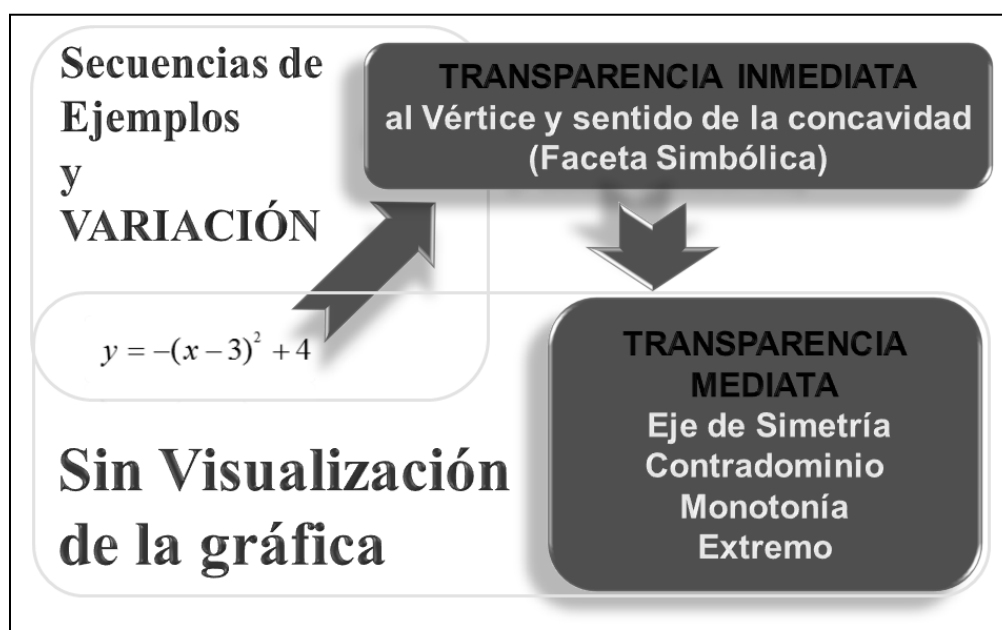 Secuencias de
Ejemplos
y
VARIACIÓN
TRANSPARENCIA INMEDIATA
al Vértice y sentido de la concavidad
(Faceta Simbólica)
y = −(x − 3)² + 4
TRANSPARENCIA
MEDIATA
Eje de Simetría
Contradominio
Monotonía
Extremo
Sin Visualización
de la gráfica